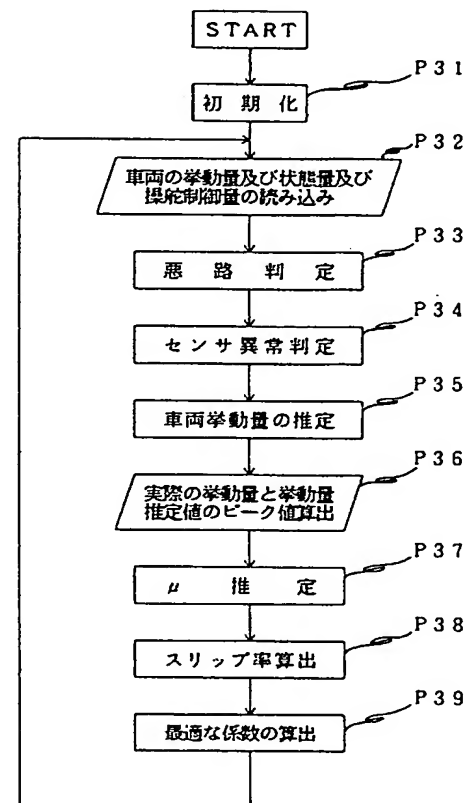 START
P31
初期化
P32
車両の挙動量及び状態量及び
操舵制御量の読み込み
P33
悪路判定
P34
センサ異常判定
P35
車両挙動量の推定
P36
実際の挙動量と挙動量
推定値のピーク値算出
P37
μ推定
P38
スリップ率算出
P39
最適な係数の算出